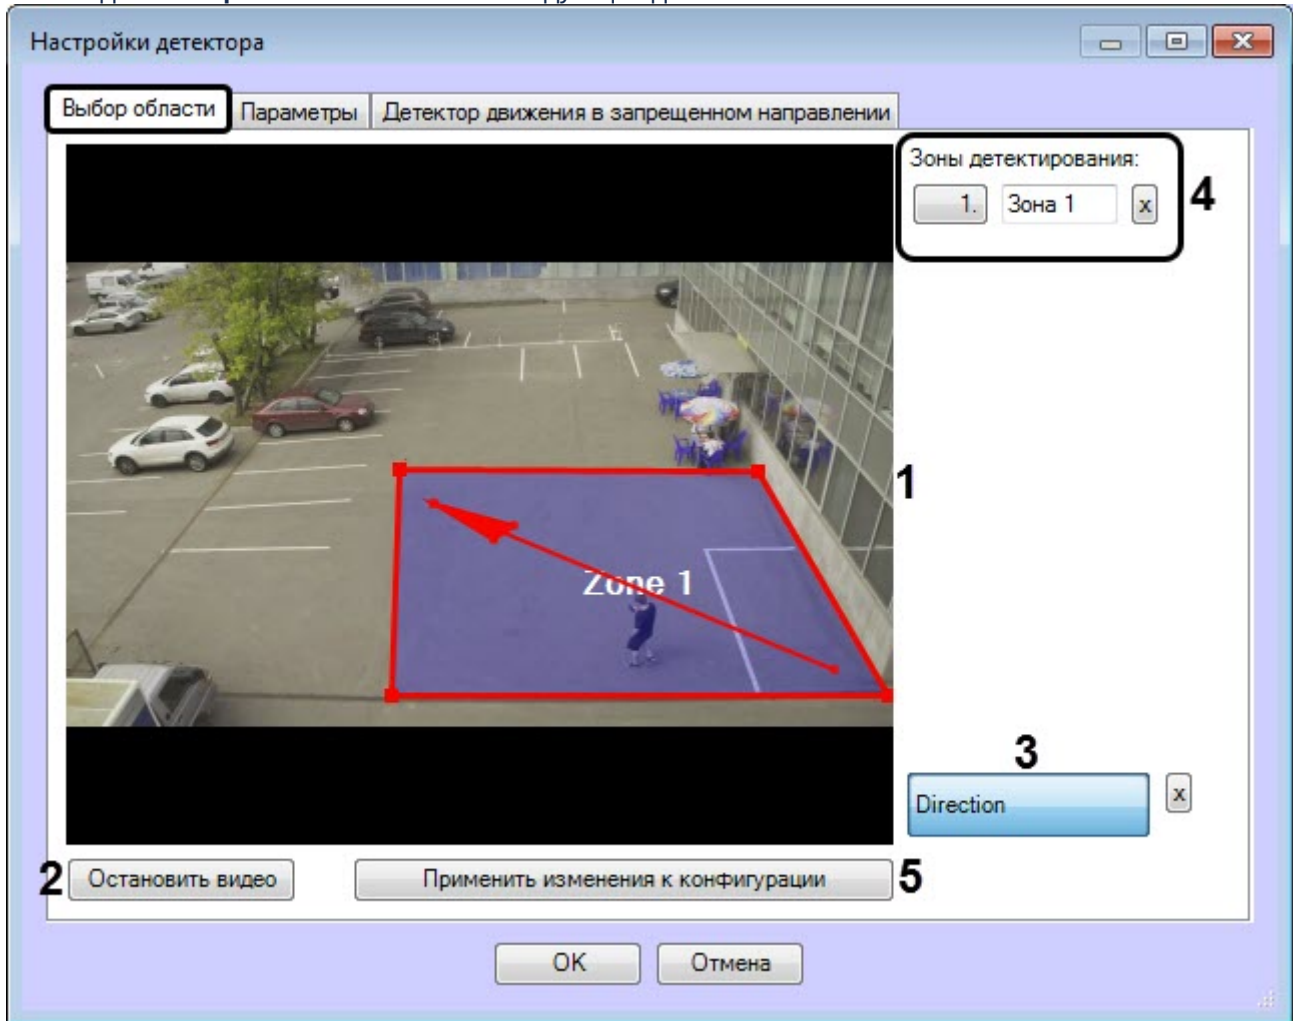 Настройки детектора
Выбор области
Параметры
Детектор движения в запрещенном направлении
Зоны детектирования:
1.
Зона 1
x
4
1
Zone 1
3
Direction
x
2
Остановить видео
Применить изменения к конфигурации
5
OK
Отмена